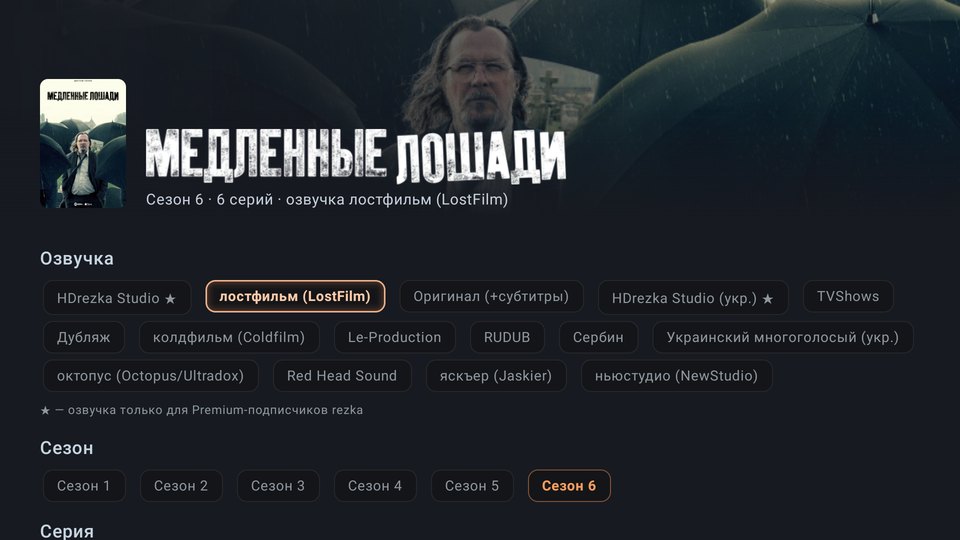 МЕДЛЕННЫЕ ЛОШАДИ
МЕДЛЕННЫЕ ЛОШАДИ
Сезон 6 · 6 серий · озвучка лостфильм (LostFilm)
Озвучка
HDrezka Studio ★ лостфильм (LostFilm) Оригинал (+субтитры) HDrezka Studio (укр.) ★ TVShows
Дубляж колдфильм (Coldfilm) Le-Production RUDUB Сербин Украинский многоголосый (укр.)
октопус (Octopus/Ultradox) Red Head Sound яскъер (Jaskier) ньюстудио (NewStudio)
★ — озвучка только для Premium-подписчиков rezka
Сезон
Сезон 1 Сезон 2 Сезон 3 Сезон 4 Сезон 5 Сезон 6
Серия